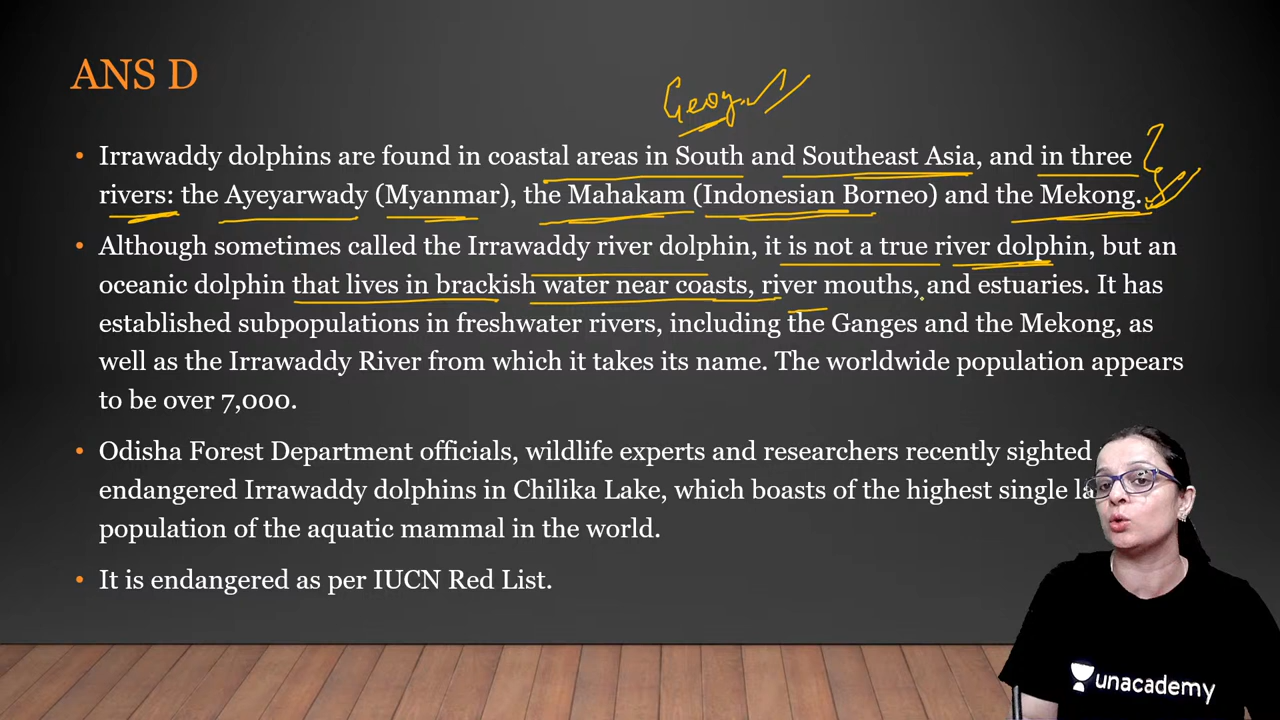 ANS D
Geog.
• Irrawaddy dolphins are found in coastal areas in South and Southeast Asia, and in three
rivers: the Ayeyarwady (Myanmar), the Mahakam (Indonesian Borneo) and the Mekong.
• Although sometimes called the Irrawaddy river dolphin, it is not a true river dolphin, but an
oceanic dolphin that lives in brackish water near coasts, river mouths, and estuaries. It has
established subpopulations in freshwater rivers, including the Ganges and the Mekong, as
well as the Irrawaddy River from which it takes its name. The worldwide population appears
to be over 7,000.
• Odisha Forest Department officials, wildlife experts and researchers recently sighted
endangered Irrawaddy dolphins in Chilika Lake, which boasts of the highest single
population of the aquatic mammal in the world.
• It is endangered as per IUCN Red List.
unacademy